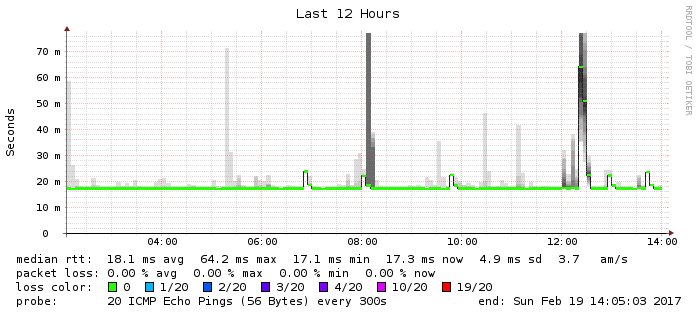 Last 12 Hours
RRDTOOL / TOBI OETIKER
Seconds
70 m
60 m
50 m
40 m
30 m
20 m
10 m
0
04:00 06:00 08:00 10:00 12:00 14:00
median rtt: 18.1 ms avg 64.2 ms max 17.1 ms min 17.3 ms now 4.9 ms sd 3.7 am/s
packet loss: 0.00 % avg 0.00 % max 0.00 % min 0.00 % now
loss color: 0 1/20 2/20 3/20 4/20 10/20 19/20
probe: 20 ICMP Echo Pings (56 Bytes) every 300s end: Sun Feb 19 14:05:03 2017